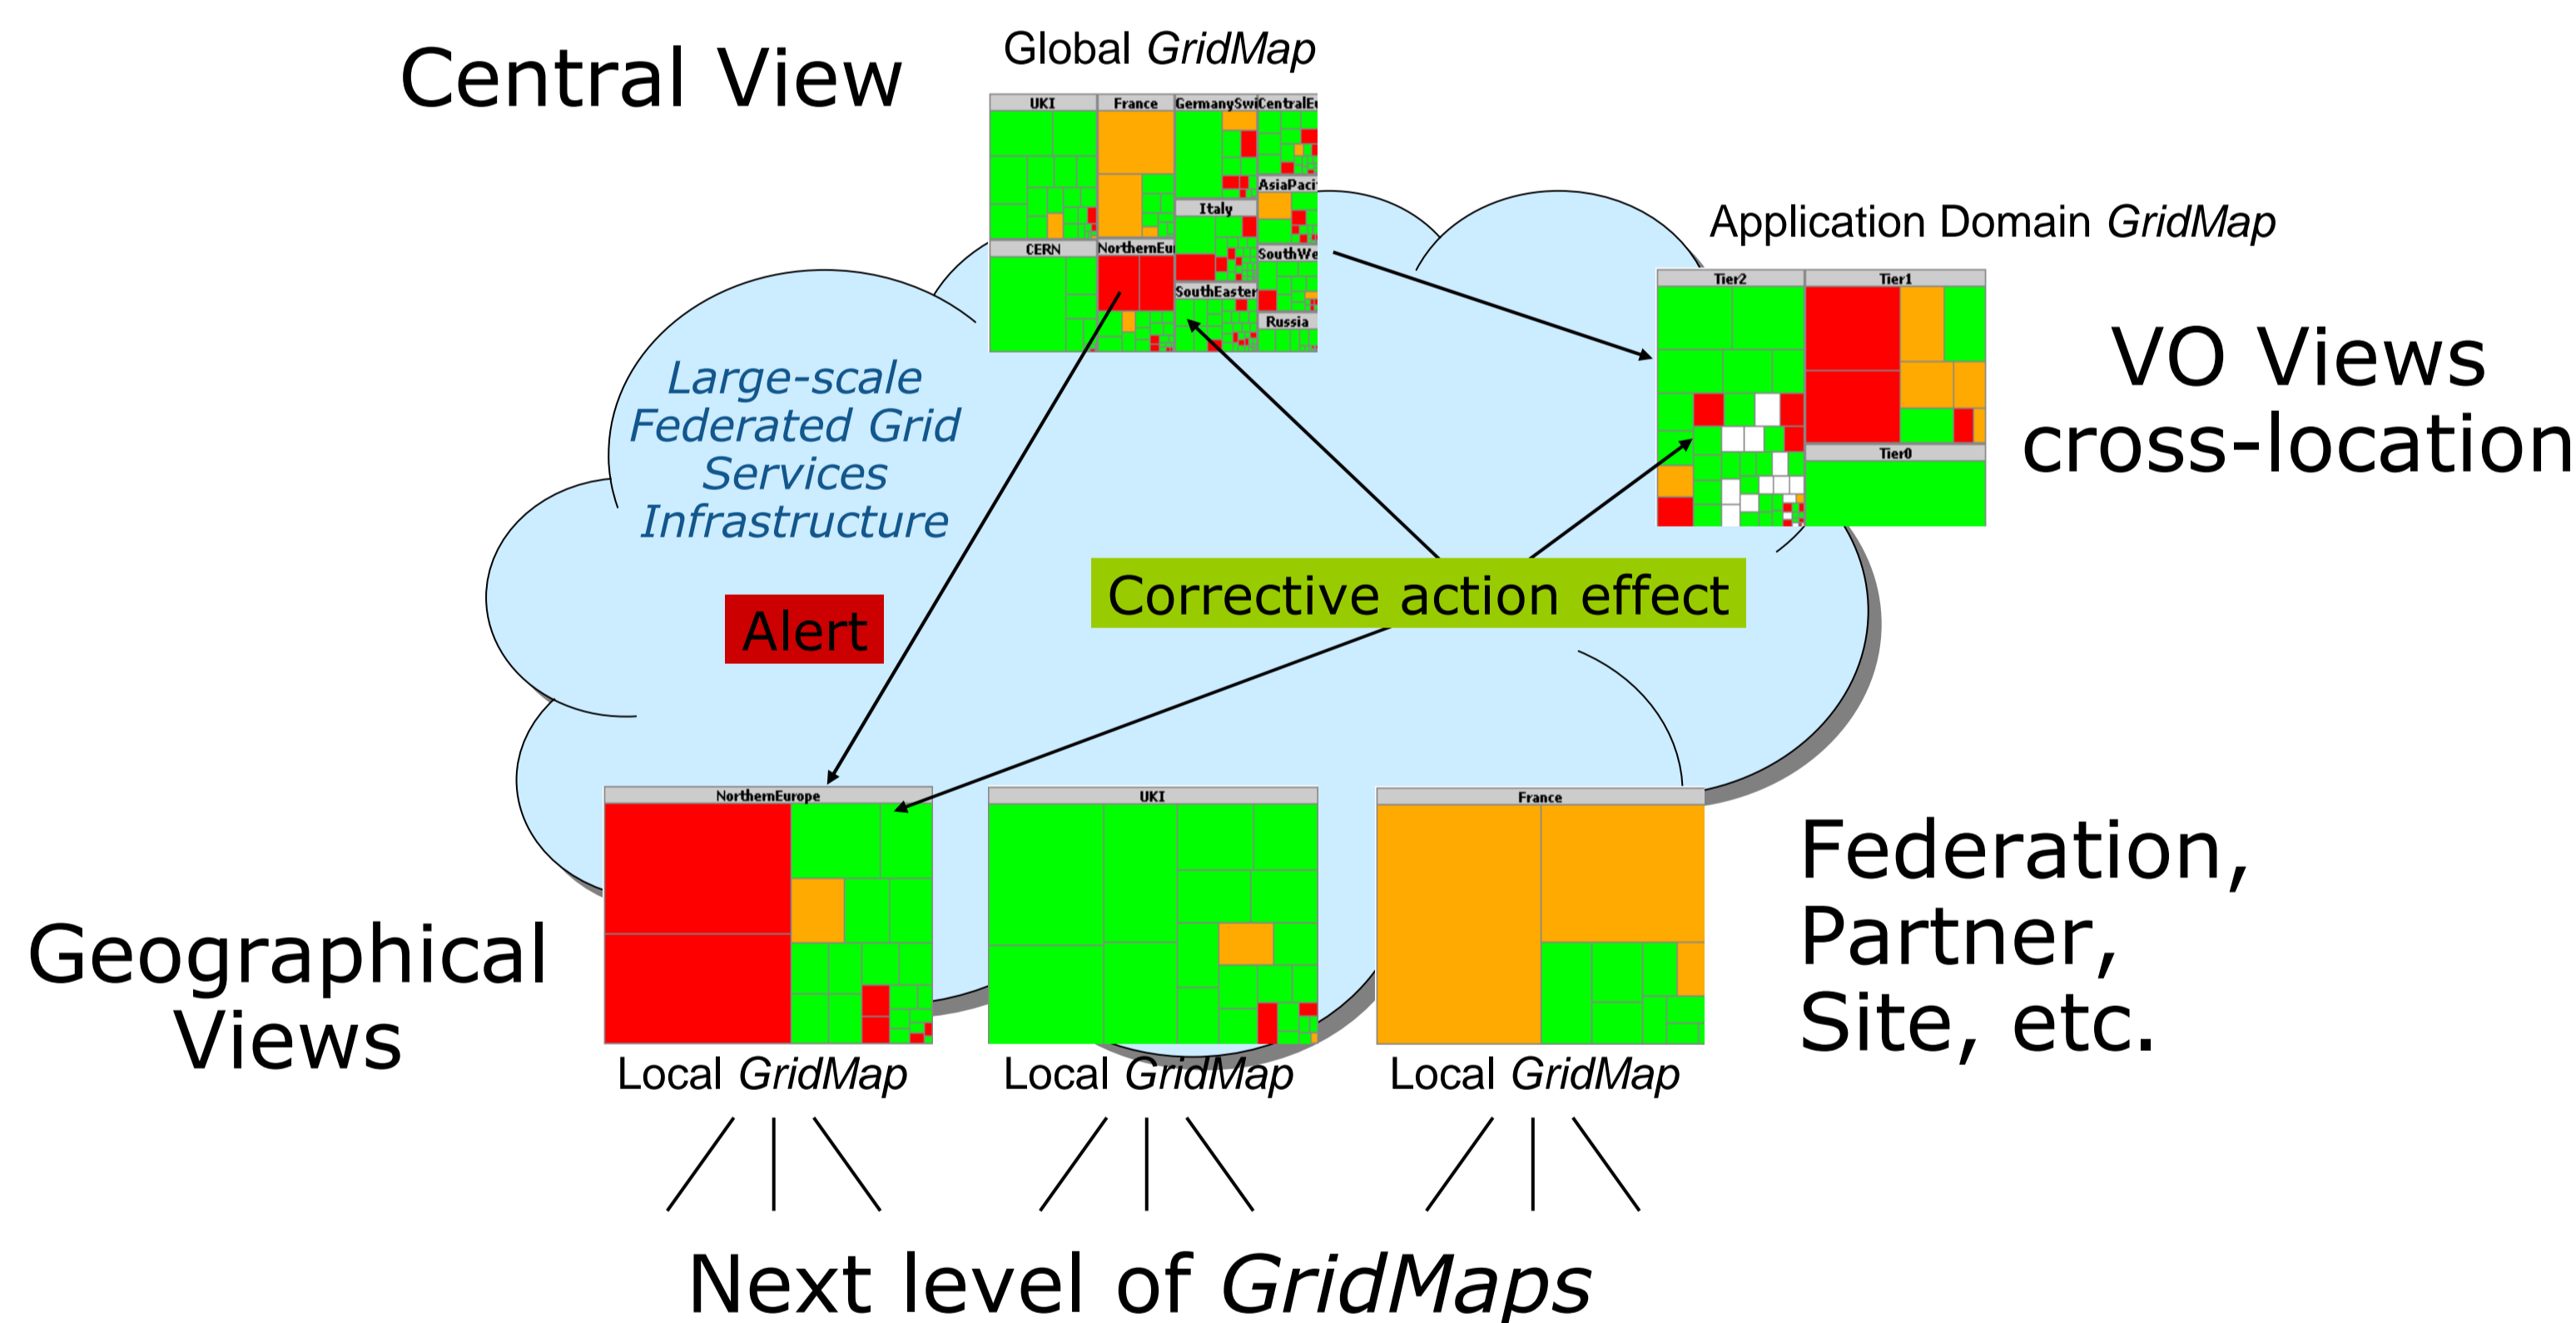 Central View
Global GridMap
UKI
France
GermanySwi
CentralEu
AsiaPaci
Italy
CERN
NorthernEu
SouthWe
SouthEaster
Russia
Application Domain GridMap
Tier2
Tier1
Tier0
VO Views
cross-location
Large-scale
Federated Grid
Services
Infrastructure
Alert
Corrective action effect
NorthernEurope
UKI
France
Geographical
Views
Federation,
Partner,
Site, etc.
Local GridMap
Local GridMap
Local GridMap
Next level of GridMaps